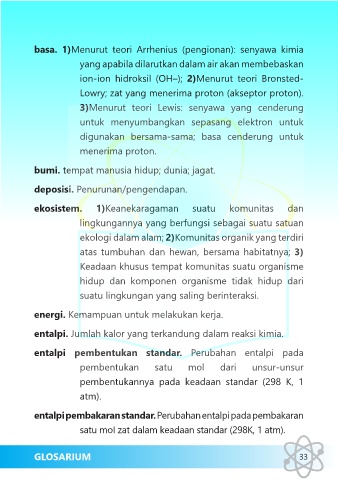 basa. 1)Menurut teori Arrhenius (pengionan): senyawa kimia
yang apabila dilarutkan dalam air akan membebaskan
ion-ion hidroksil (OH–); 2)Menurut teori Bronsted-
Lowry; zat yang menerima proton (akseptor proton).
3)Menurut teori Lewis: senyawa yang cenderung
untuk menyumbangkan sepasang elektron untuk
digunakan bersama-sama; basa cenderung untuk
menerima proton.
bumi. tempat manusia hidup; dunia; jagat.
deposisi. Penurunan/pengendapan.
ekosistem. 1)Keanekaragaman suatu komunitas dan
lingkungannya yang berfungsi sebagai suatu satuan
ekologi dalam alam; 2)Komunitas organik yang terdiri
atas tumbuhan dan hewan, bersama habitatnya; 3)
Keadaan khusus tempat komunitas suatu organisme
hidup dan komponen organisme tidak hidup dari
suatu lingkungan yang saling berinteraksi.
energi. Kemampuan untuk melakukan kerja.
entalpi. Jumlah kalor yang terkandung dalam reaksi kimia.
entalpi pembentukan standar. Perubahan entalpi pada
pembentukan satu mol dari unsur-unsur
pembentukannya pada keadaan standar (298 K, 1
atm).
entalpi pembakaran standar. Perubahan entalpi pada pembakaran
satu mol zat dalam keadaan standar (298K, 1 atm).
GLOSARIUM 33